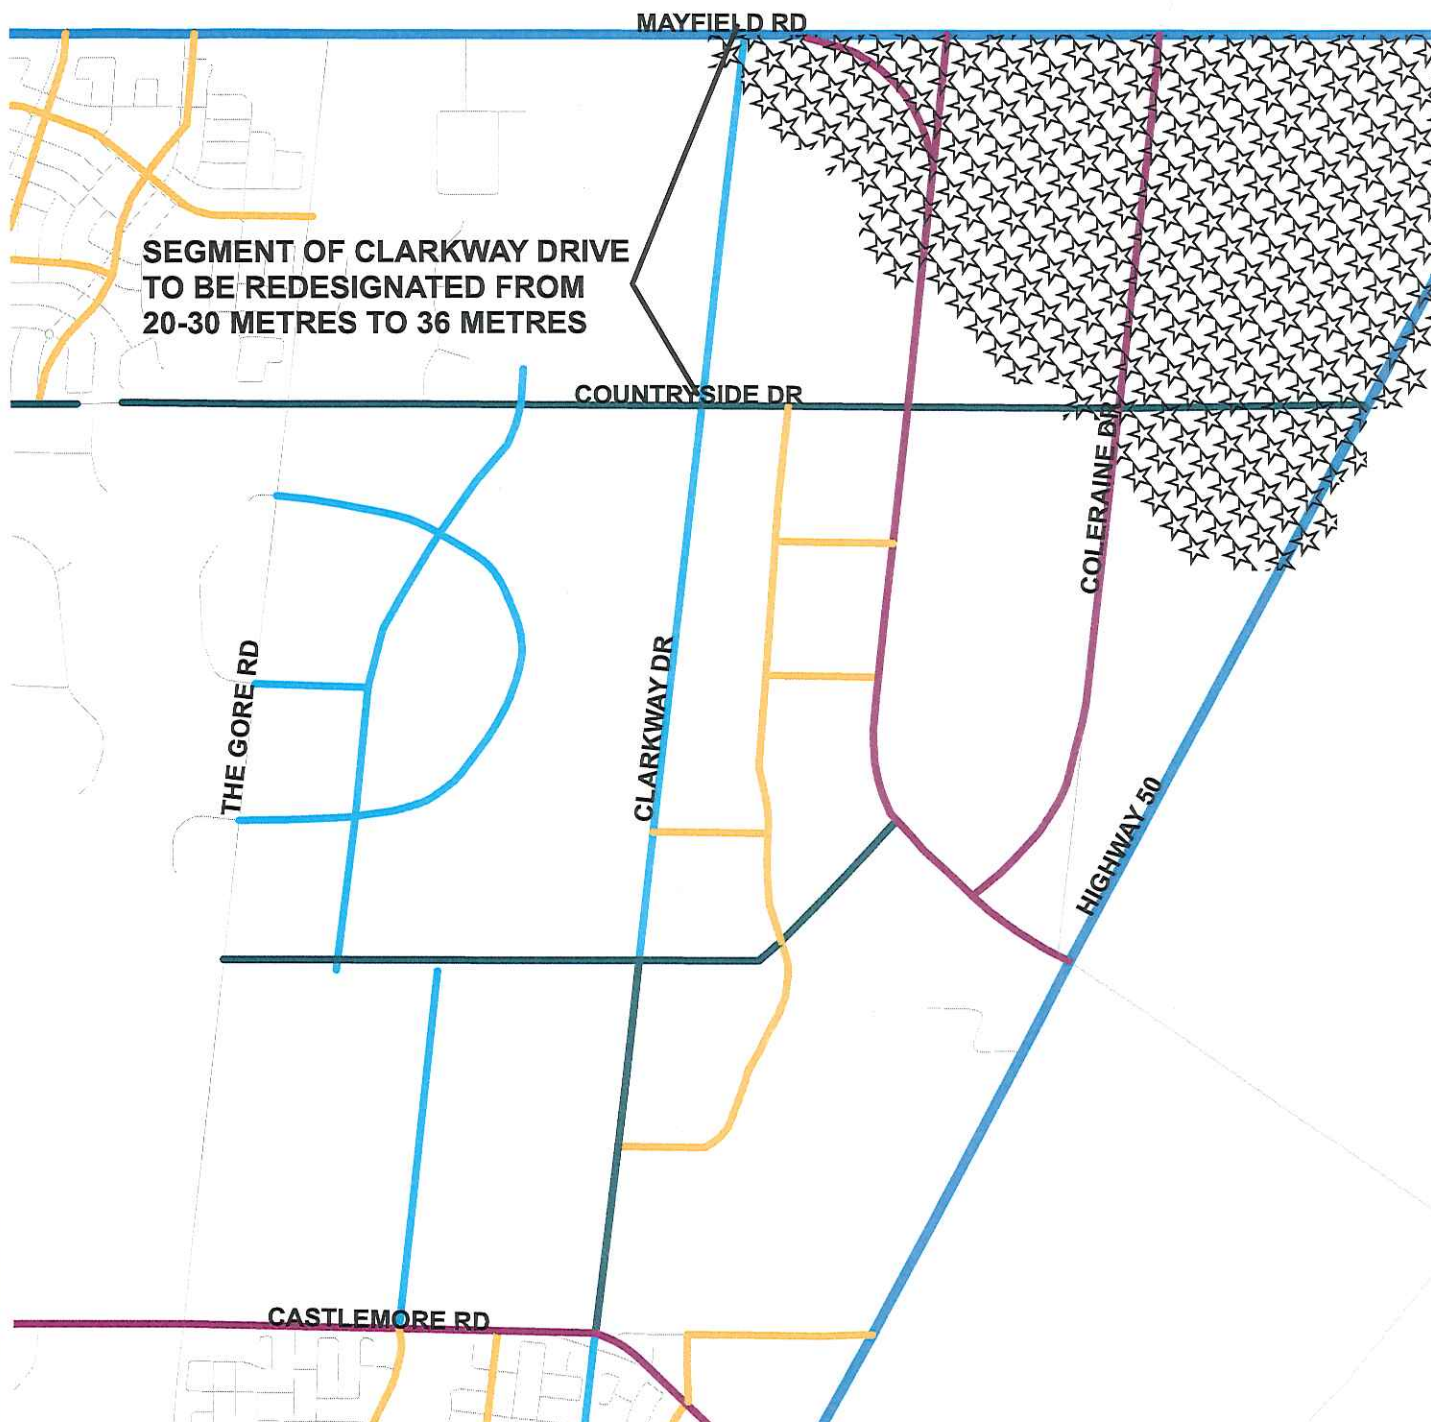 MAYFIELD RD
SEGMENT OF CLARKWAY DRIVE
TO BE REDESIGNATED FROM
20-30 METRES TO 36 METRES
COUNTRYSIDE DR
COLERAINE DR
THE GORE RD
CLARKWAY DR
HIGHWAY 50
CASTLEMORE RD